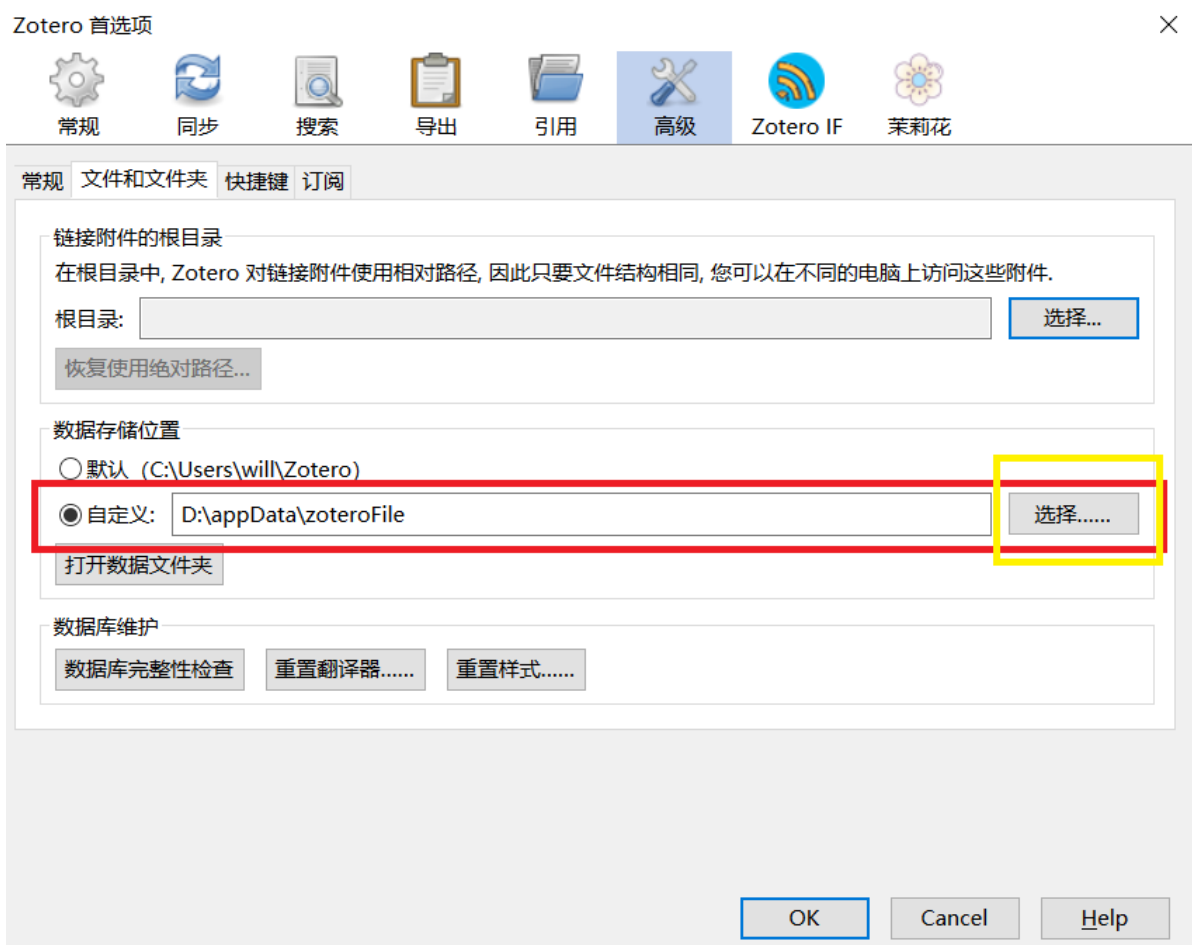 Zotero 首选项
常规 同步 搜索 导出 引用 高级 Zotero IF 茉莉花
常规 文件和文件夹 快捷键 订阅
链接附件的根目录
在根目录中, Zotero 对链接附件使用相对路径, 因此只要文件结构相同, 您可以在不同的电脑上访问这些附件.
根目录: 选择...
恢复使用绝对路径...
数据存储位置
默认（C:\Users\will\Zotero）
自定义: D:\appData\zoteroFile 选择......
打开数据文件夹
数据库维护
数据库完整性检查 重置翻译器...... 重置样式......
OK Cancel Help